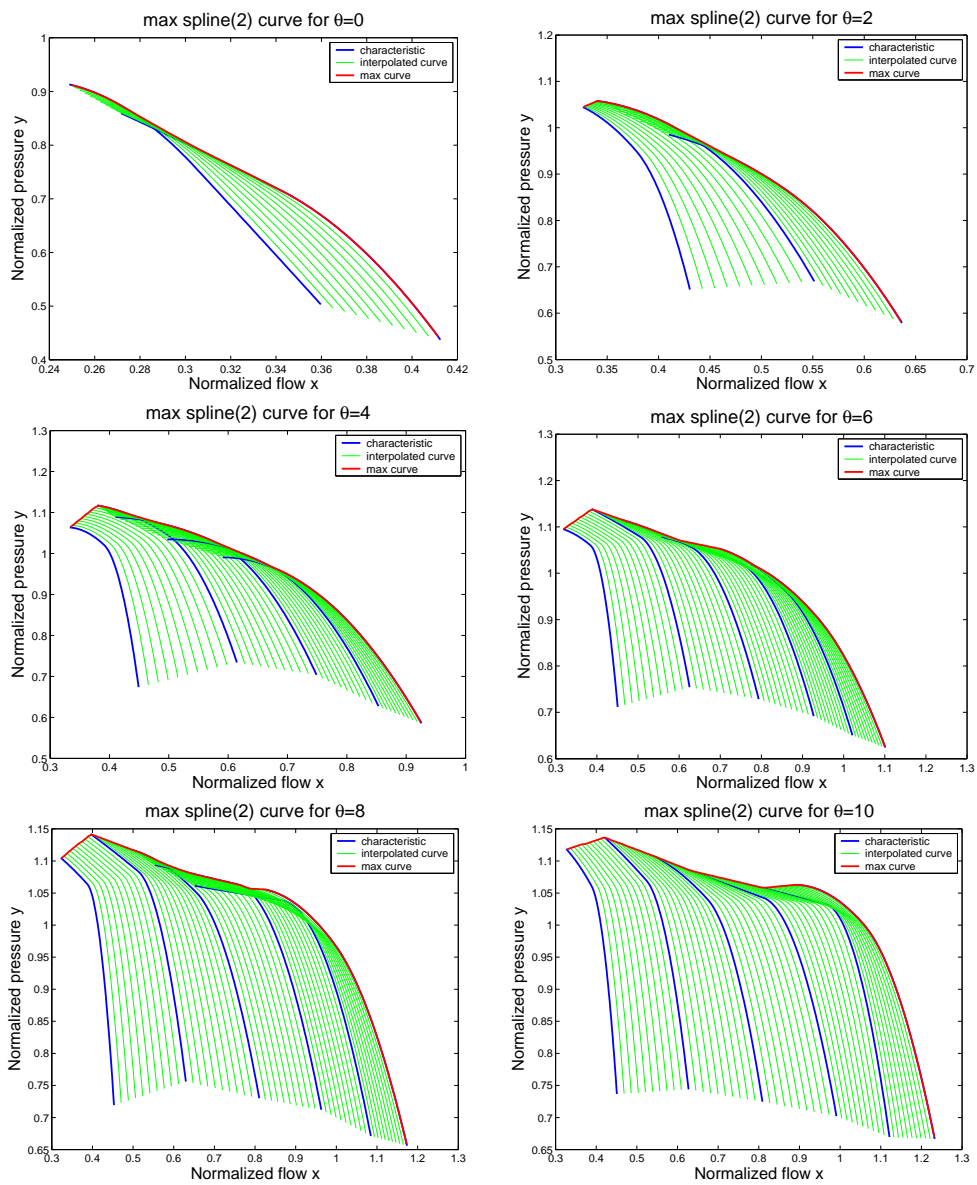 max spline(2) curve for θ=0
characteristic
interpolated curve
max curve
Normalized pressure y
1
0.9
0.8
0.7
0.6
0.5
0.4
0.24 0.26 0.28 0.3 0.32 0.34 0.36 0.38 0.4 0.42
Normalized flow x
max spline(2) curve for θ=2
characteristic
interpolated curve
max curve
Normalized pressure y
1.2
1.1
1
0.9
0.8
0.7
0.6
0.5
0.3 0.35 0.4 0.45 0.5 0.55 0.6 0.65 0.7
Normalized flow x
max spline(2) curve for θ=4
characteristic
interpolated curve
max curve
Normalized pressure y
1.3
1.2
1.1
1
0.9
0.8
0.7
0.6
0.5
0.3 0.4 0.5 0.6 0.7 0.8 0.9 1
Normalized flow x
max spline(2) curve for θ=6
characteristic
interpolated curve
max curve
Normalized pressure y
1.3
1.2
1.1
1
0.9
0.8
0.7
0.6
0.3 0.4 0.5 0.6 0.7 0.8 0.9 1 1.1 1.2 1.3
Normalized flow x
max spline(2) curve for θ=8
characteristic
interpolated curve
max curve
Normalized pressure y
1.15
1.1
1.05
1
0.95
0.9
0.85
0.8
0.75
0.7
0.65
0.3 0.4 0.5 0.6 0.7 0.8 0.9 1 1.1 1.2 1.3
Normalized flow x
max spline(2) curve for θ=10
characteristic
interpolated curve
max curve
Normalized pressure y
1.15
1.1
1.05
1
0.95
0.9
0.85
0.8
0.75
0.7
0.65
0.3 0.4 0.5 0.6 0.7 0.8 0.9 1 1.1 1.2 1.3
Normalized flow x